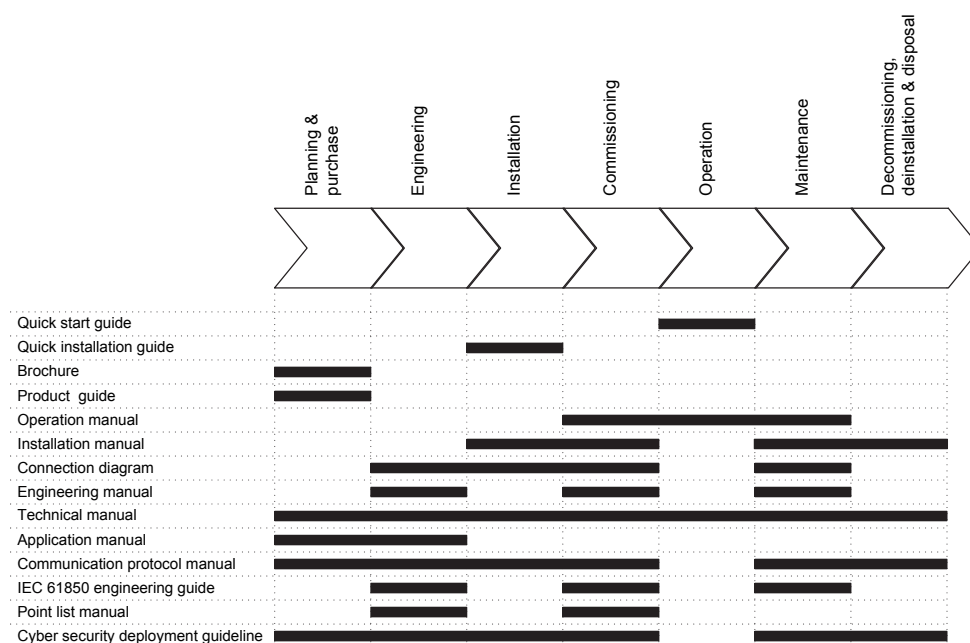 Planning &
purchase
Engineering
Installation
Commissioning
Operation
Maintenance
Decommissioning,
deinstallation & disposal
Quick start guide
Quick installation guide
Brochure
Product guide
Operation manual
Installation manual
Connection diagram
Engineering manual
Technical manual
Application manual
Communication protocol manual
IEC 61850 engineering guide
Point list manual
Cyber security deployment guideline